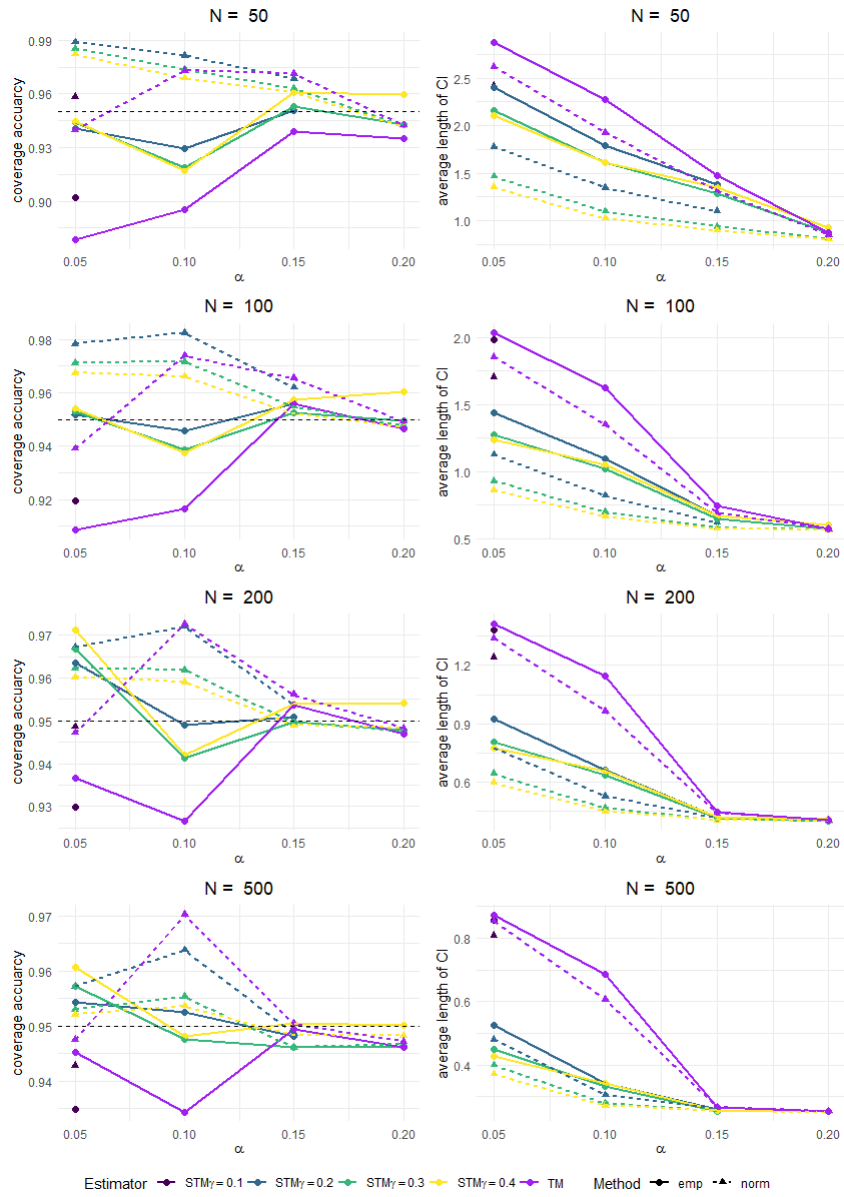 N = 50
N = 50
coverage accuarcy
0.99
0.96
0.93
0.90
0.05
0.10
0.15
0.20
α
average length of CI
2.5
2.0
1.5
1.0
0.05
0.10
0.15
0.20
α
N = 100
N = 100
coverage accuarcy
0.98
0.96
0.94
0.92
0.05
0.10
0.15
0.20
α
average length of CI
2.0
1.5
1.0
0.5
0.05
0.10
0.15
0.20
α
N = 200
N = 200
coverage accuarcy
0.97
0.96
0.95
0.94
0.93
0.05
0.10
0.15
0.20
α
average length of CI
1.2
0.9
0.6
0.05
0.10
0.15
0.20
α
N = 500
N = 500
coverage accuarcy
0.97
0.96
0.95
0.94
0.05
0.10
0.15
0.20
α
average length of CI
0.8
0.6
0.4
0.05
0.10
0.15
0.20
α
Estimator STMγ = 0.1 STMγ = 0.2 STMγ = 0.3 STMγ = 0.4 TM Method emp norm